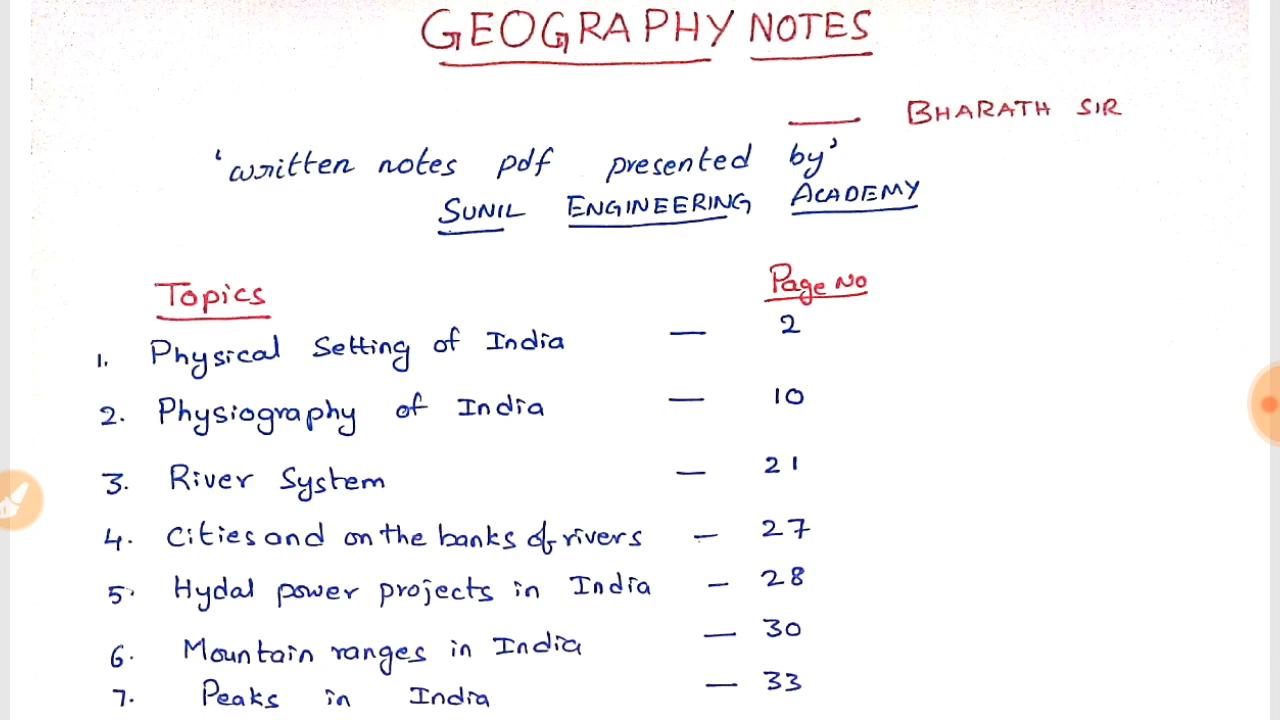 GEOGRAPHY NOTES
— BHARATH SIR
'written notes pdf presented by'
SUNIL ENGINEERING ACADEMY
Topics Page No
1. Physical Setting of India — 2
2. Physiography of India — 10
3. River System — 21
4. Cities and on the banks of rivers — 27
5. Hydal power projects in India — 28
6. Mountain ranges in India — 30
7. Peaks in India — 33